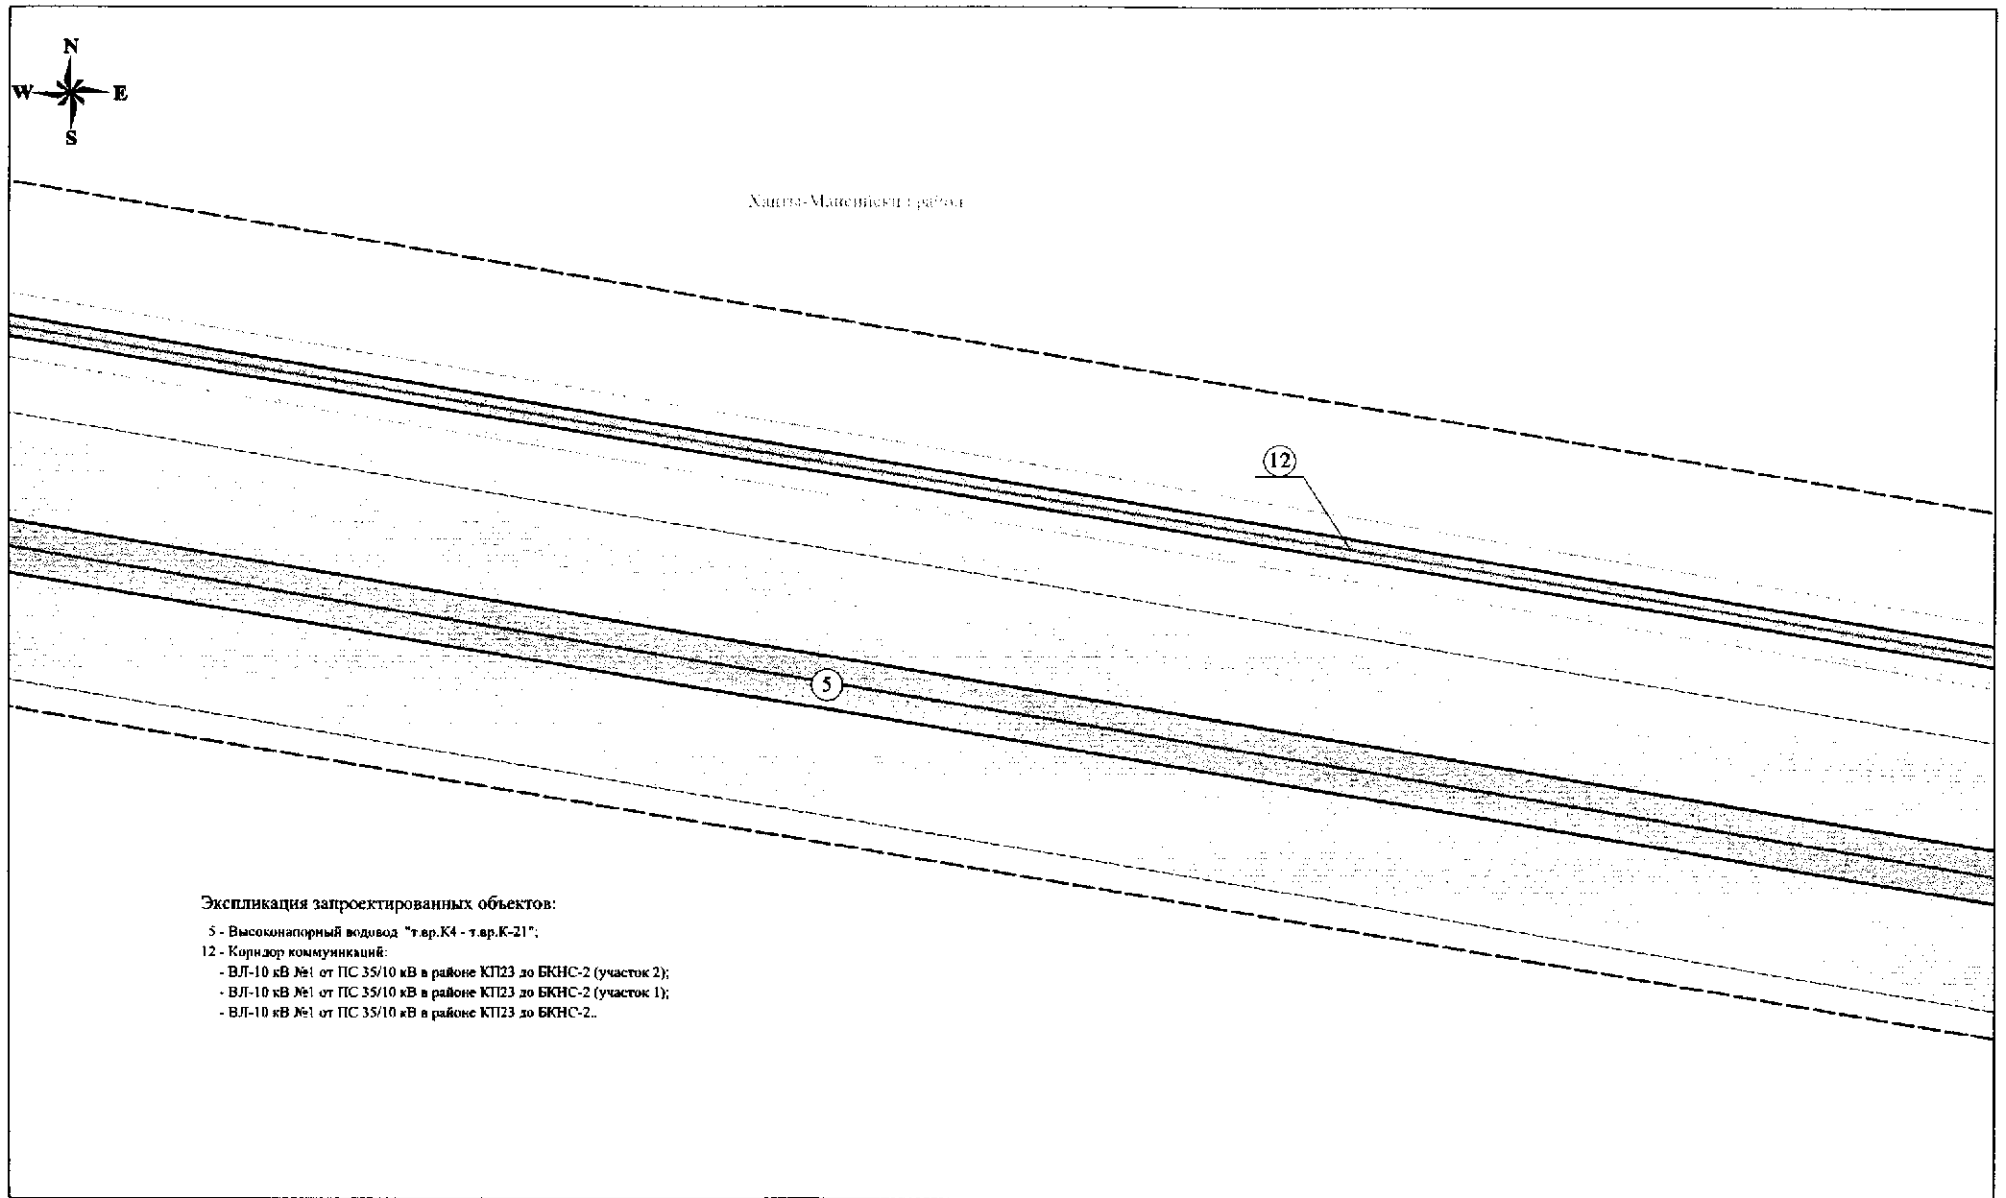 N
W E
S
Ханты-Мансийский район
12
5
Экспликация запроектированных объектов:
5 - Высоконапорный водовод "т.вр.К4 - т.вр.К-21";
12 - Коридор коммуникаций:
- ВЛ-10 кВ №1 от ПС 35/10 кВ в районе КП23 до БКНС-2 (участок 2);
- ВЛ-10 кВ №1 от ПС 35/10 кВ в районе КП23 до БКНС-2 (участок 1);
- ВЛ-10 кВ №1 от ПС 35/10 кВ в районе КП23 до БКНС-2..